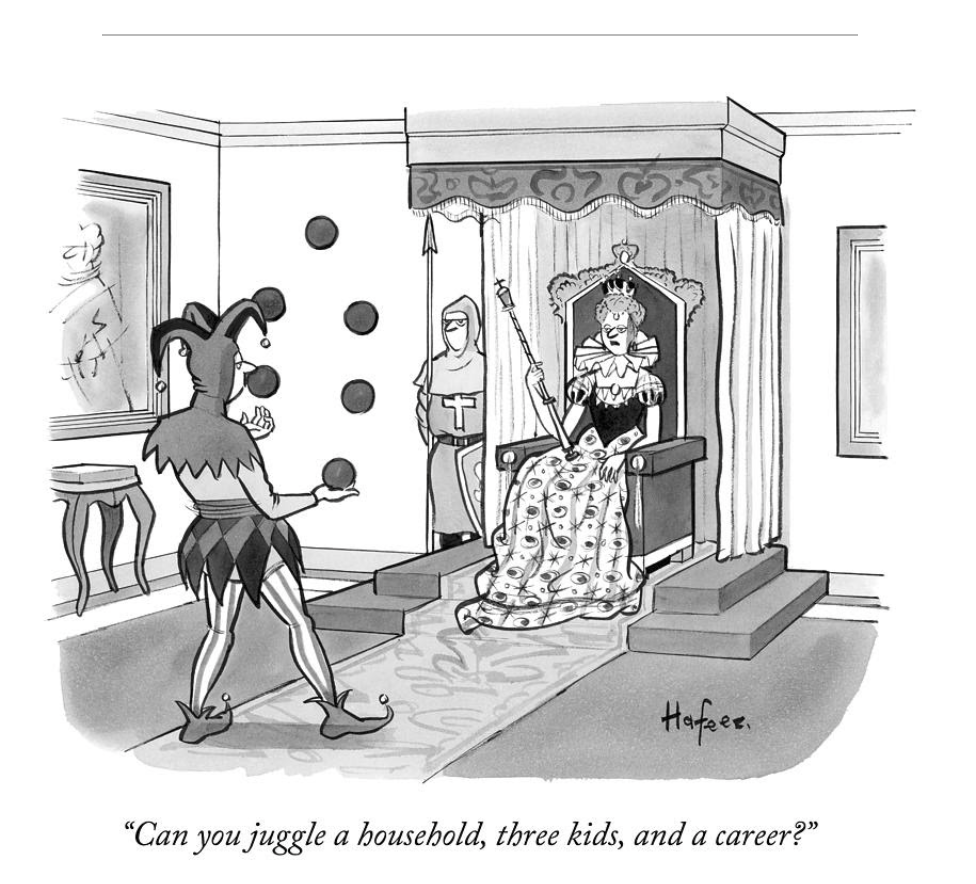 Hafeez.
“Can you juggle a household, three kids, and a career?”